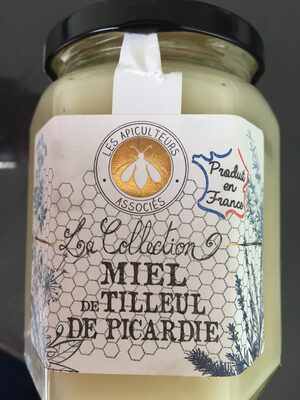 LES APICULTEURS
ASSOCIÉS
Produit
en
France
La Collection
MIEL
DE TILLEUL
DE PICARDIE